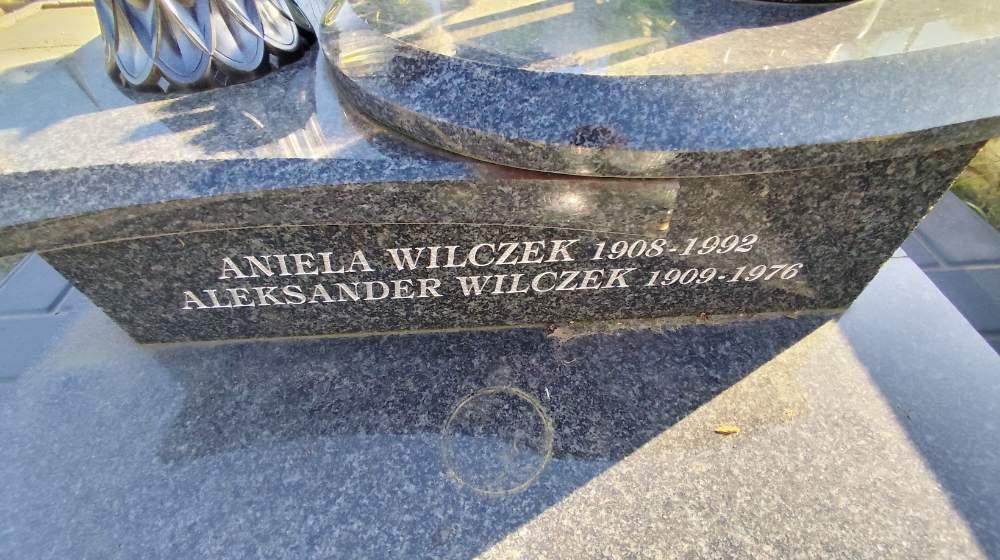 ANIELA WILCZEK 1908-1992
ALEKSANDER WILCZEK 1909-1976